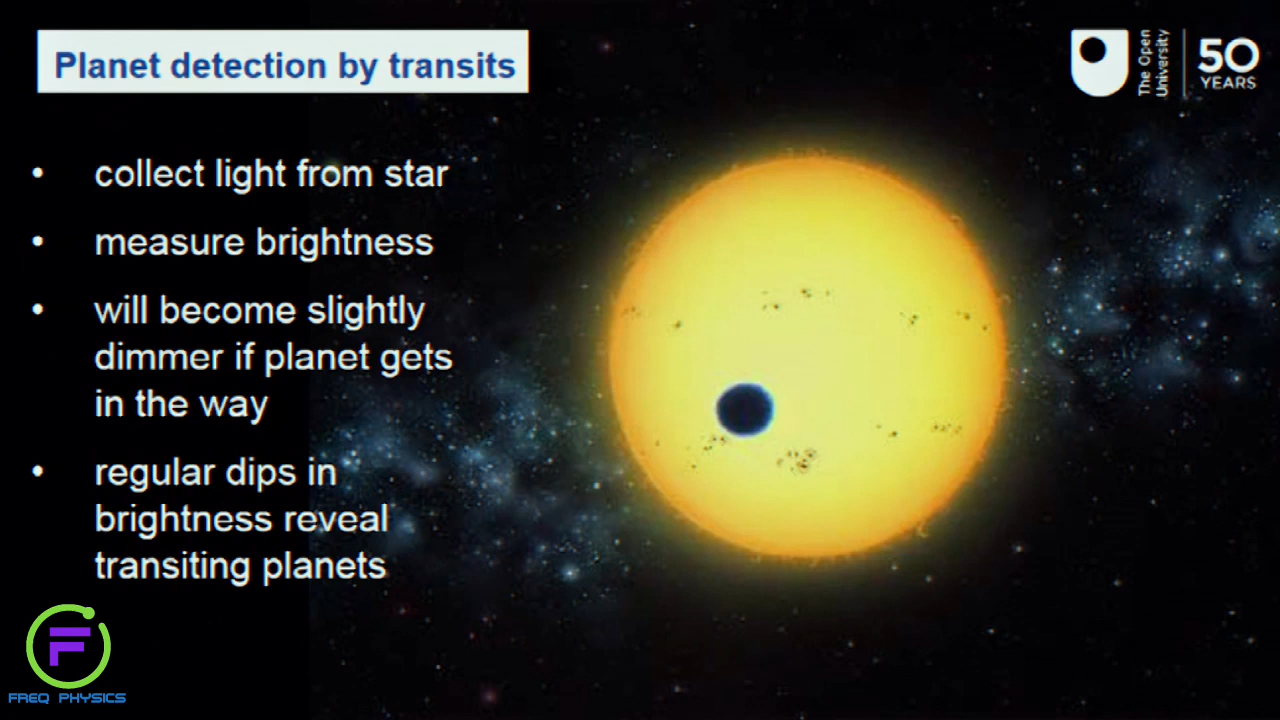 Planet detection by transits
The Open
University
50
YEARS
• collect light from star
• measure brightness
• will become slightly
dimmer if planet gets
in the way
• regular dips in
brightness reveal
transiting planets
F
FREQ PHYSICS